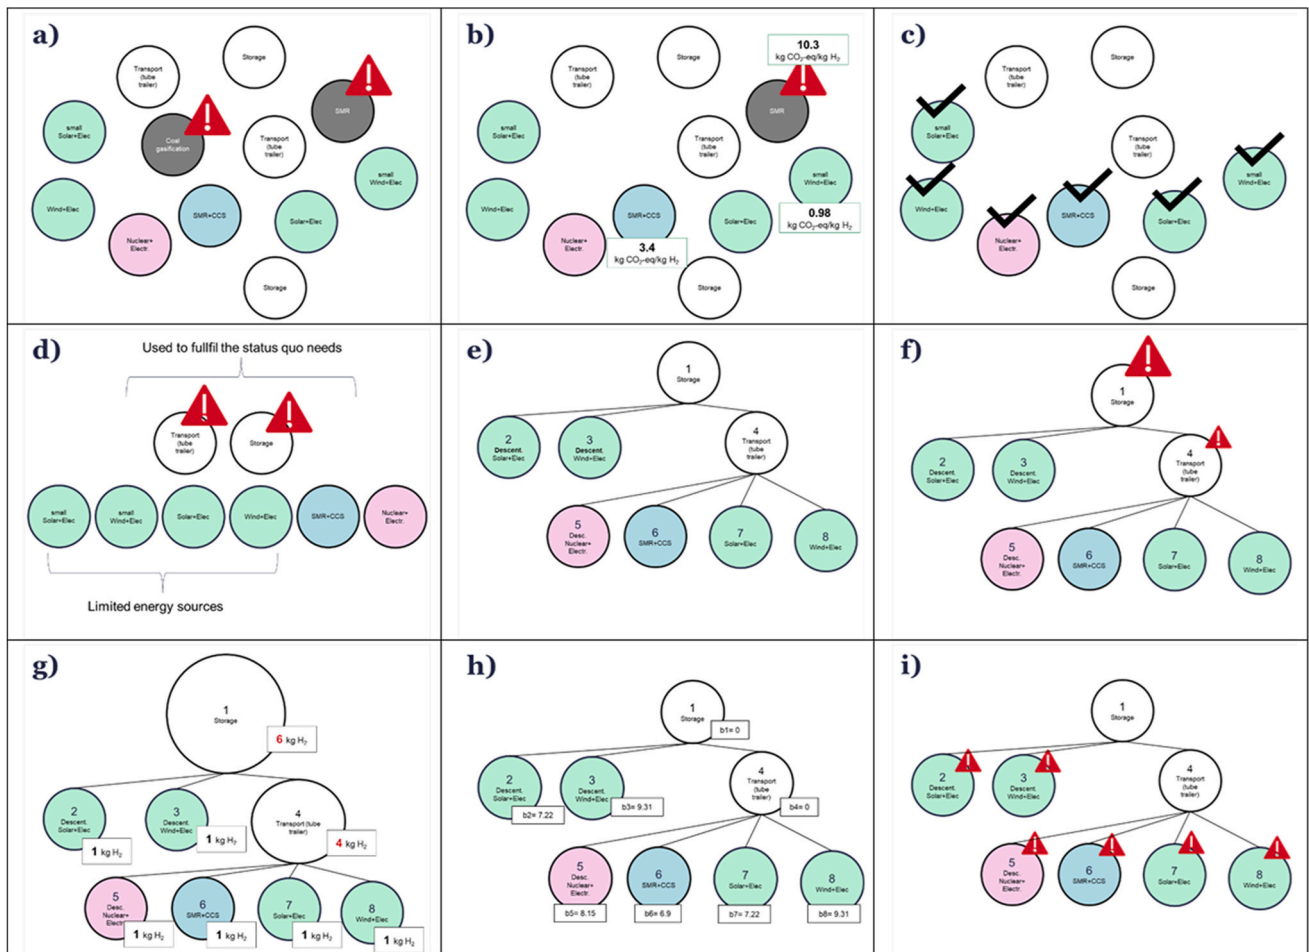 a)
Storage
Transport
(tube
trailer)
SMR
small
Solar+Elec
Coal
gasification
Transport
(tube
trailer)
small
Wind+Elec
Wind+Elec
SMR+CCS
Solar+Elec
Nuclear+
Electr.
Storage
b)
10.3
kg CO₂-eq/kg H₂
Storage
Transport
(tube
trailer)
SMR
small
Solar+Elec
Transport
(tube
trailer)
small
Wind+Elec
Wind+Elec
SMR+CCS
Solar+Elec
0.98
kg CO₂-eq/kg H₂
Nuclear+
Electr.
3.4
kg CO₂-eq/kg H₂
Storage
c)
Storage
Transport
(tube
trailer)
small
Solar+Elec
Transport
(tube
trailer)
small
Wind+Elec
Wind+Elec
SMR+CCS
Solar+Elec
Nuclear+
Electr.
Storage
d)
Used to fullfil the status quo needs
Transport
(tube
trailer)
Storage
small
Solar+Elec
small
Wind+Elec
Solar+Elec
Wind+Elec
SMR+CCS
Nuclear+
Electr.
Limited energy sources
e)
1
Storage
2
Descent.
Solar+Elec
3
Descent.
Wind+Elec
4
Transport
(tube
trailer)
5
Desc.
Nuclear+
Electr.
6
SMR+CCS
7
Solar+Elec
8
Wind+Elec
f)
1
Storage
2
Descent.
Solar+Elec
3
Descent.
Wind+Elec
4
Transport
(tube
trailer)
5
Desc.
Nuclear+
Electr.
6
SMR+CCS
7
Solar+Elec
8
Wind+Elec
g)
1
Storage
6 kg H₂
2
Descent.
Solar+Elec
1 kg H₂
3
Descent.
Wind+Elec
1 kg H₂
4
Transport (tube
trailer)
4 kg H₂
5
Desc.
Nuclear+
Electr.
1 kg H₂
6
SMR+CCS
1 kg H₂
7
Solar+Elec
1 kg H₂
8
Wind+Elec
1 kg H₂
h)
1
Storage
b1= 0
2
Descent.
Solar+Elec
b2= 7.22
3
Descent.
Wind+Elec
b3= 9.31
4
Transport
(tube
trailer)
b4= 0
5
Desc.
Nuclear+
Electr.
b5= 8.15
6
SMR+CCS
b6= 6.9
7
Solar+Elec
b7= 7.22
8
Wind+Elec
b8= 9.31
i)
1
Storage
2
Descent.
Solar+Elec
3
Descent.
Wind+Elec
4
Transport
(tube
trailer)
5
Desc.
Nuclear+
Electr.
6
SMR+CCS
7
Solar+Elec
8
Wind+Elec